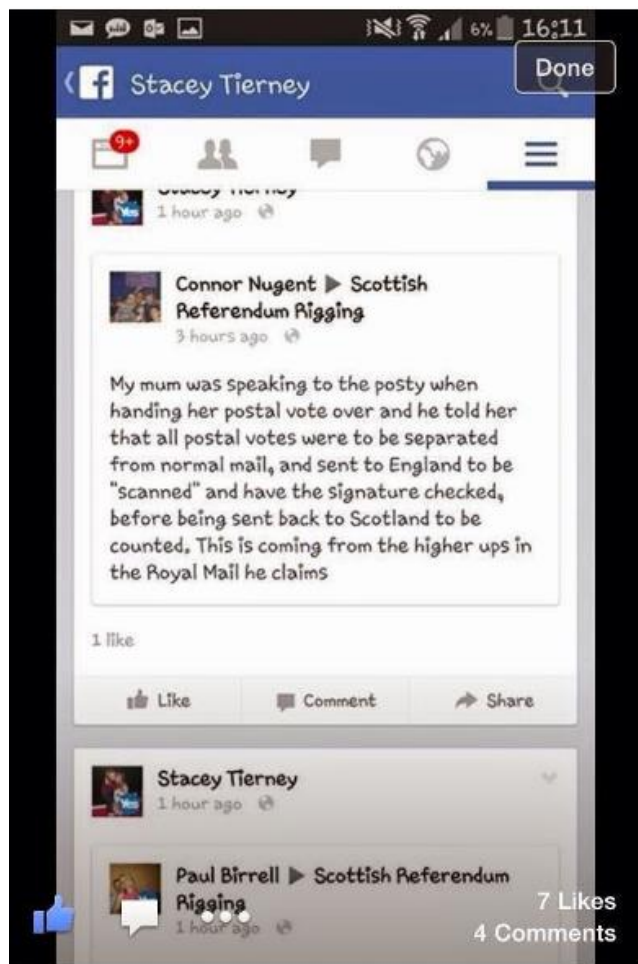 6% 16:11
Stacey Tierney Done
9+
Stacey Tierney
Yes 1 hour ago
Connor Nugent ▶ Scottish
Referendum Rigging
3 hours ago
My mum was speaking to the posty when
handing her postal vote over and he told her
that all postal votes were to be separated
from normal mail, and sent to England to be
"scanned" and have the signature checked,
before being sent back to Scotland to be
counted. This is coming from the higher ups in
the Royal Mail he claims
1 like
Like Comment Share
Stacey Tierney
Yes 1 hour ago
Paul Birrell ▶ Scottish Referendum
Rigging
1 hour ago
7 Likes
4 Comments